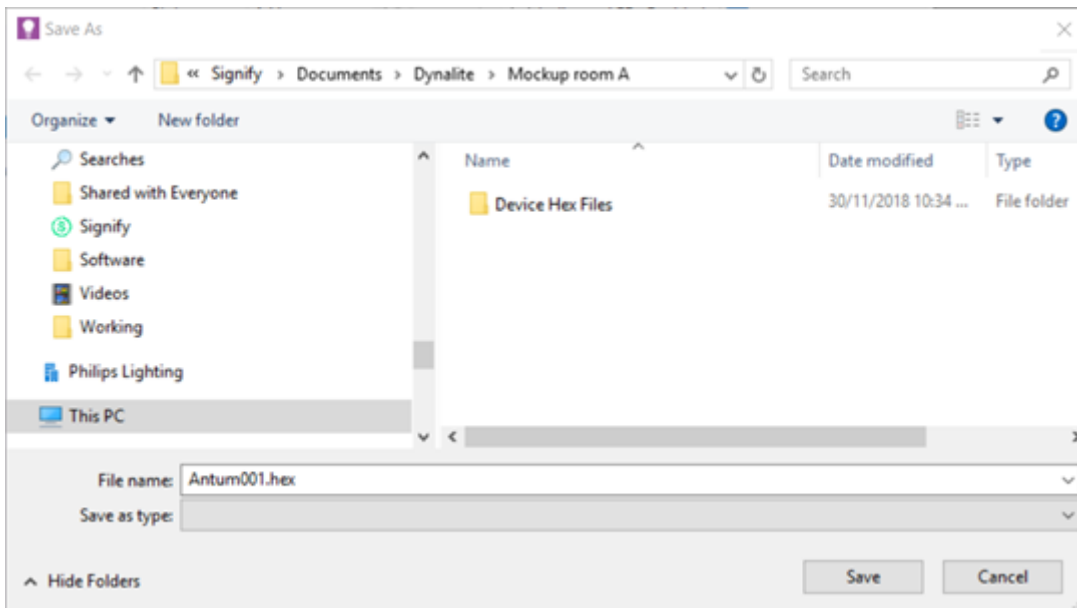 Save As
« Signify > Documents > Dynalite > Mockup room A
Search
Organize
New folder
Searches
Shared with Everyone
Signify
Software
Videos
Working
Philips Lighting
This PC
Name
Date modified
Type
Device Hex Files
30/11/2018 10:34 ...
File folder
File name: Antum001.hex
Save as type:
Hide Folders
Save
Cancel